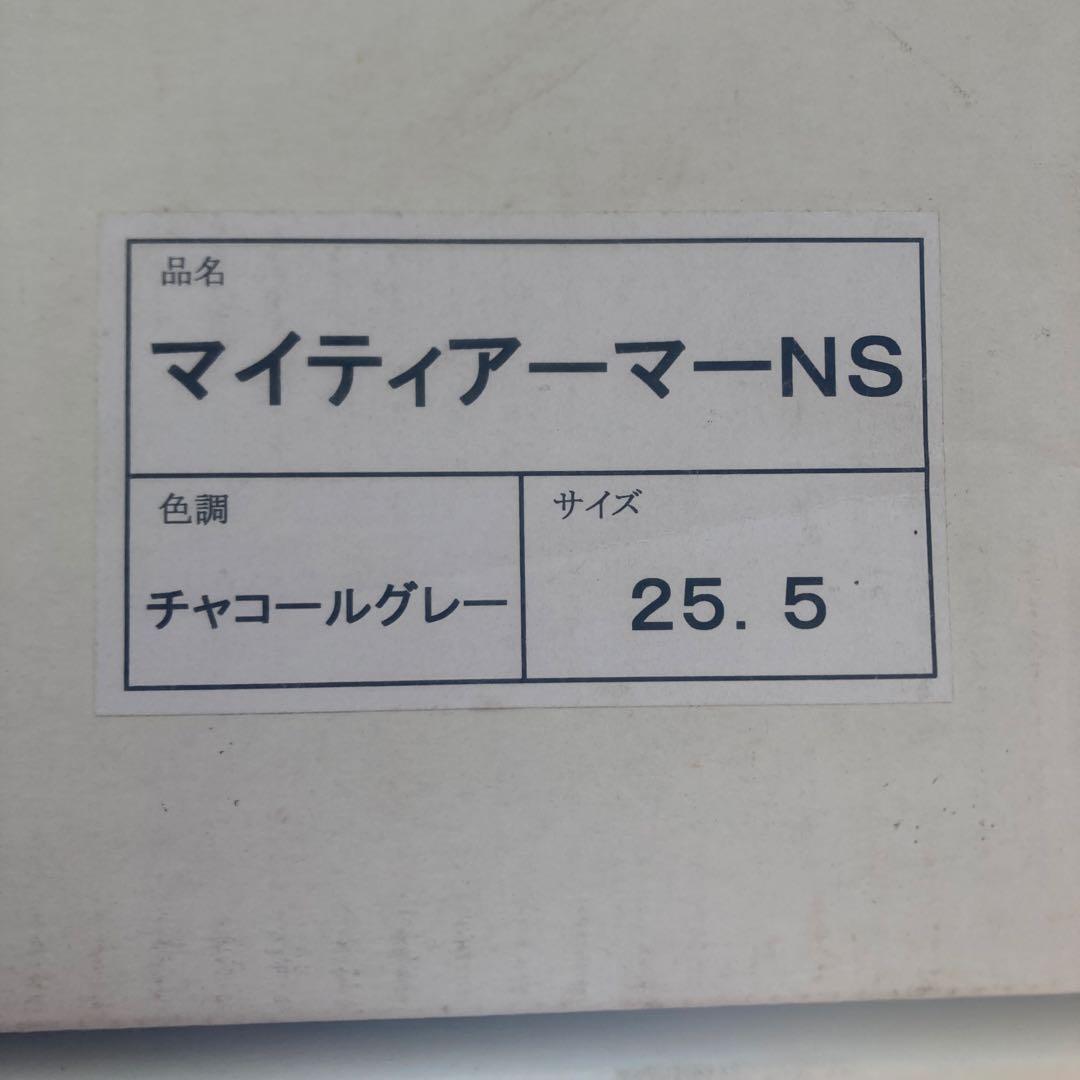 品名
マイティアーマーNS
色調
チャコールグレー
サイズ
25.5